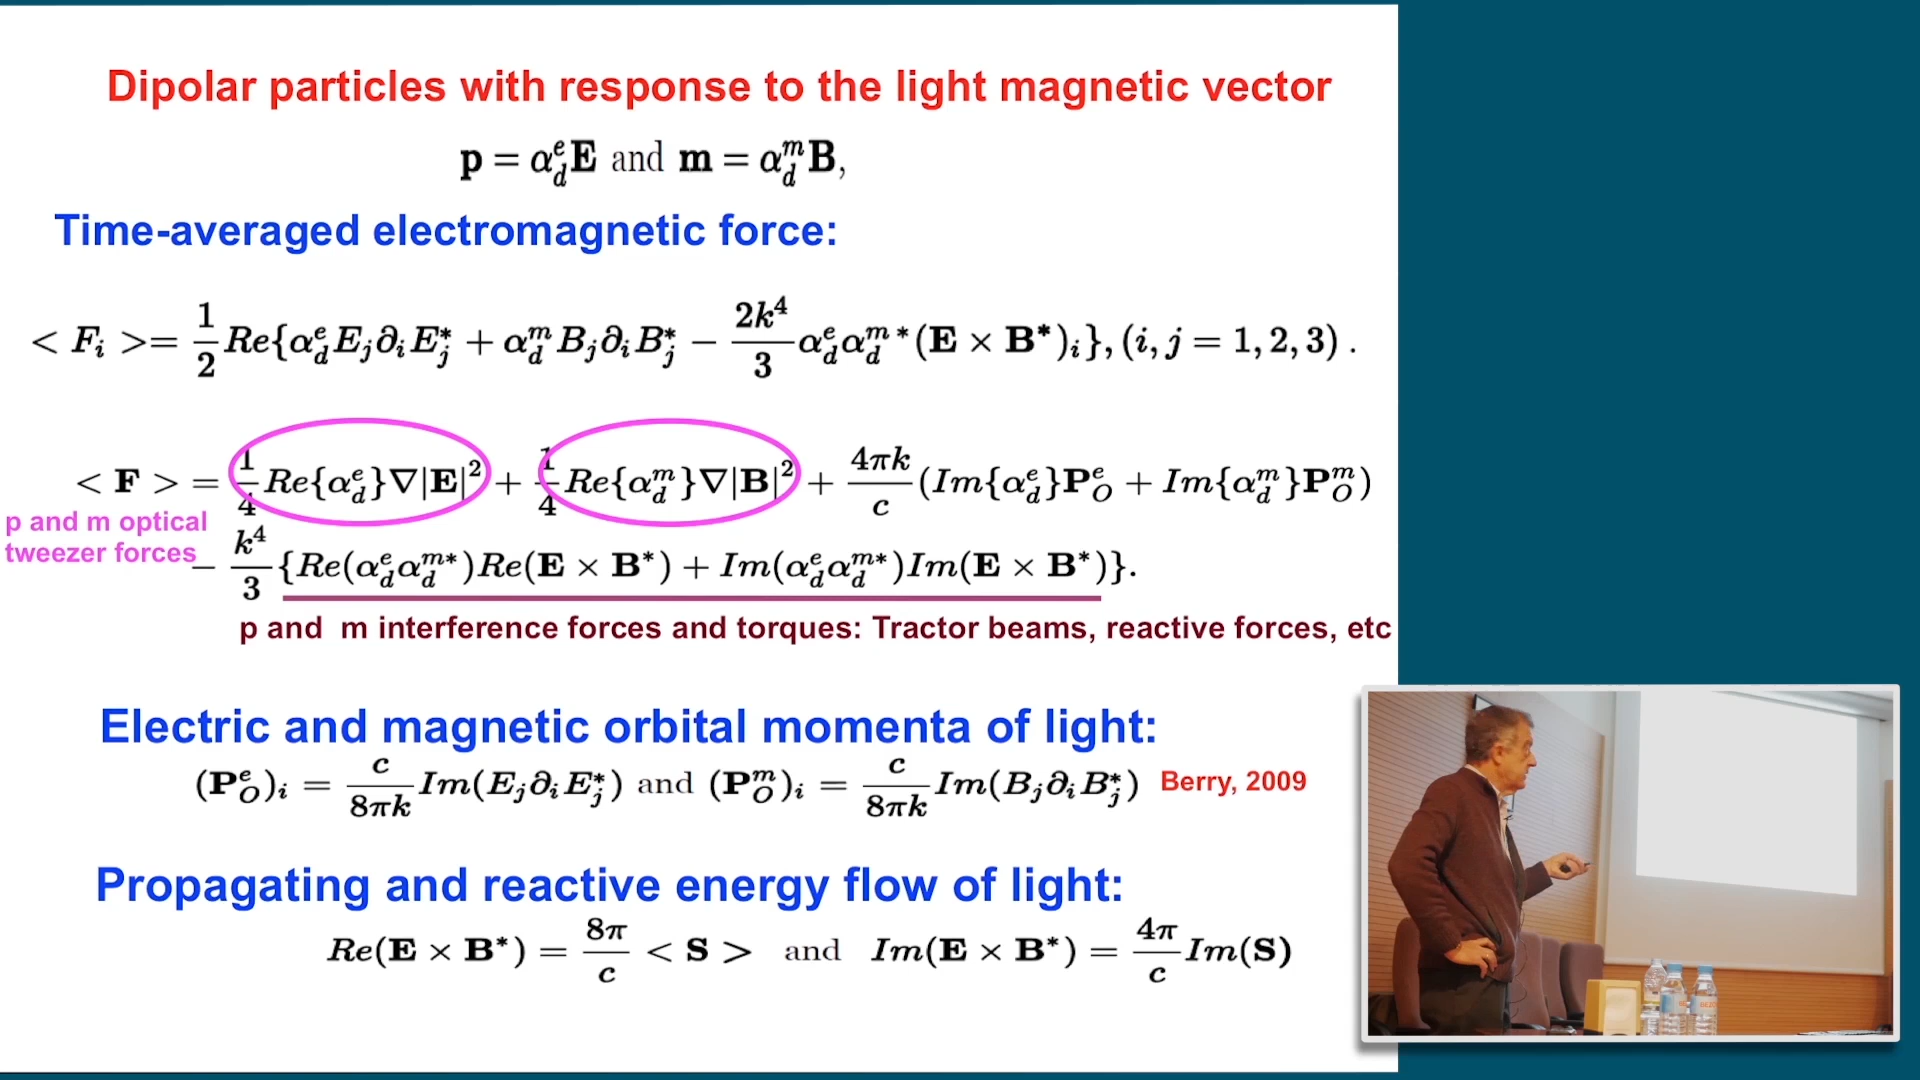 Dipolar particles with response to the light magnetic vector
p = α_d^e E and m = α_d^m B,
Time-averaged electromagnetic force:
< F_i >= 1/2 Re{α_d^e E_j ∂_i E_j^* + α_d^m B_j ∂_i B_j^* − 2k^4/3 α_d^e α_d^m * (E × B*)_i}, (i, j = 1, 2, 3) .
< F > = 1/4 Re{α_d^e}∇|E|^2 + 1/4 Re{α_d^m}∇|B|^2 + 4πk/c (Im{α_d^e}P_O^e + Im{α_d^m}P_O^m)
p and m optical
tweezer forces
− k^4/3 {Re(α_d^e α_d^m*)Re(E × B*) + Im(α_d^e α_d^m*)Im(E × B*)}.
p and m interference forces and torques: Tractor beams, reactive forces, etc
Electric and magnetic orbital momenta of light:
(P_O^e)_i = c/8πk Im(E_j ∂_i E_j^*) and (P_O^m)_i = c/8πk Im(B_j ∂_i B_j^*) Berry, 2009
Propagating and reactive energy flow of light:
Re(E × B*) = 8π/c < S > and Im(E × B*) = 4π/c Im(S)